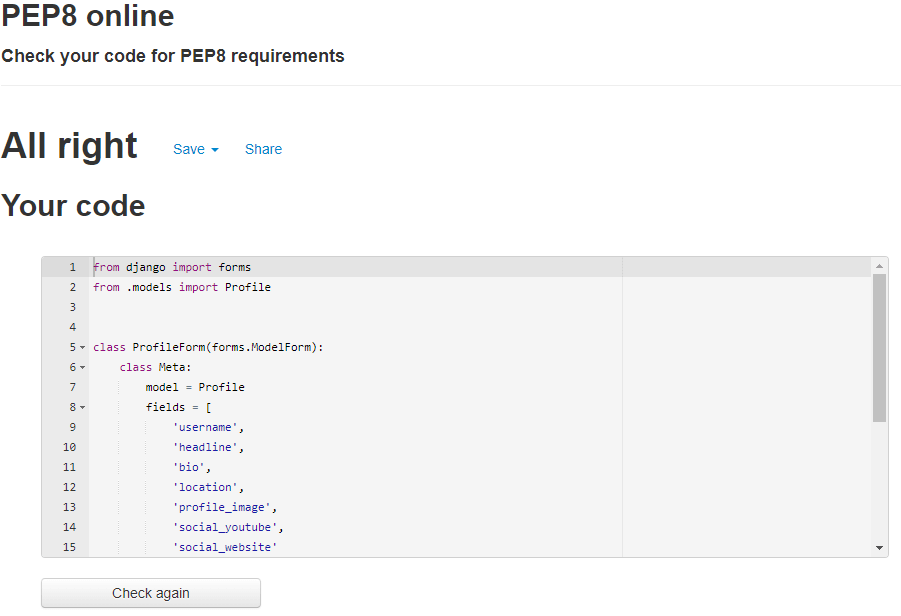 PEP8 online
Check your code for PEP8 requirements
All right Save Share
Your code
1 from django import forms
2 from .models import Profile
3
4
5 class ProfileForm(forms.ModelForm):
6     class Meta:
7         model = Profile
8         fields = [
9             'username',
10             'headline',
11             'bio',
12             'location',
13             'profile_image',
14             'social_youtube',
15             'social_website'
Check again